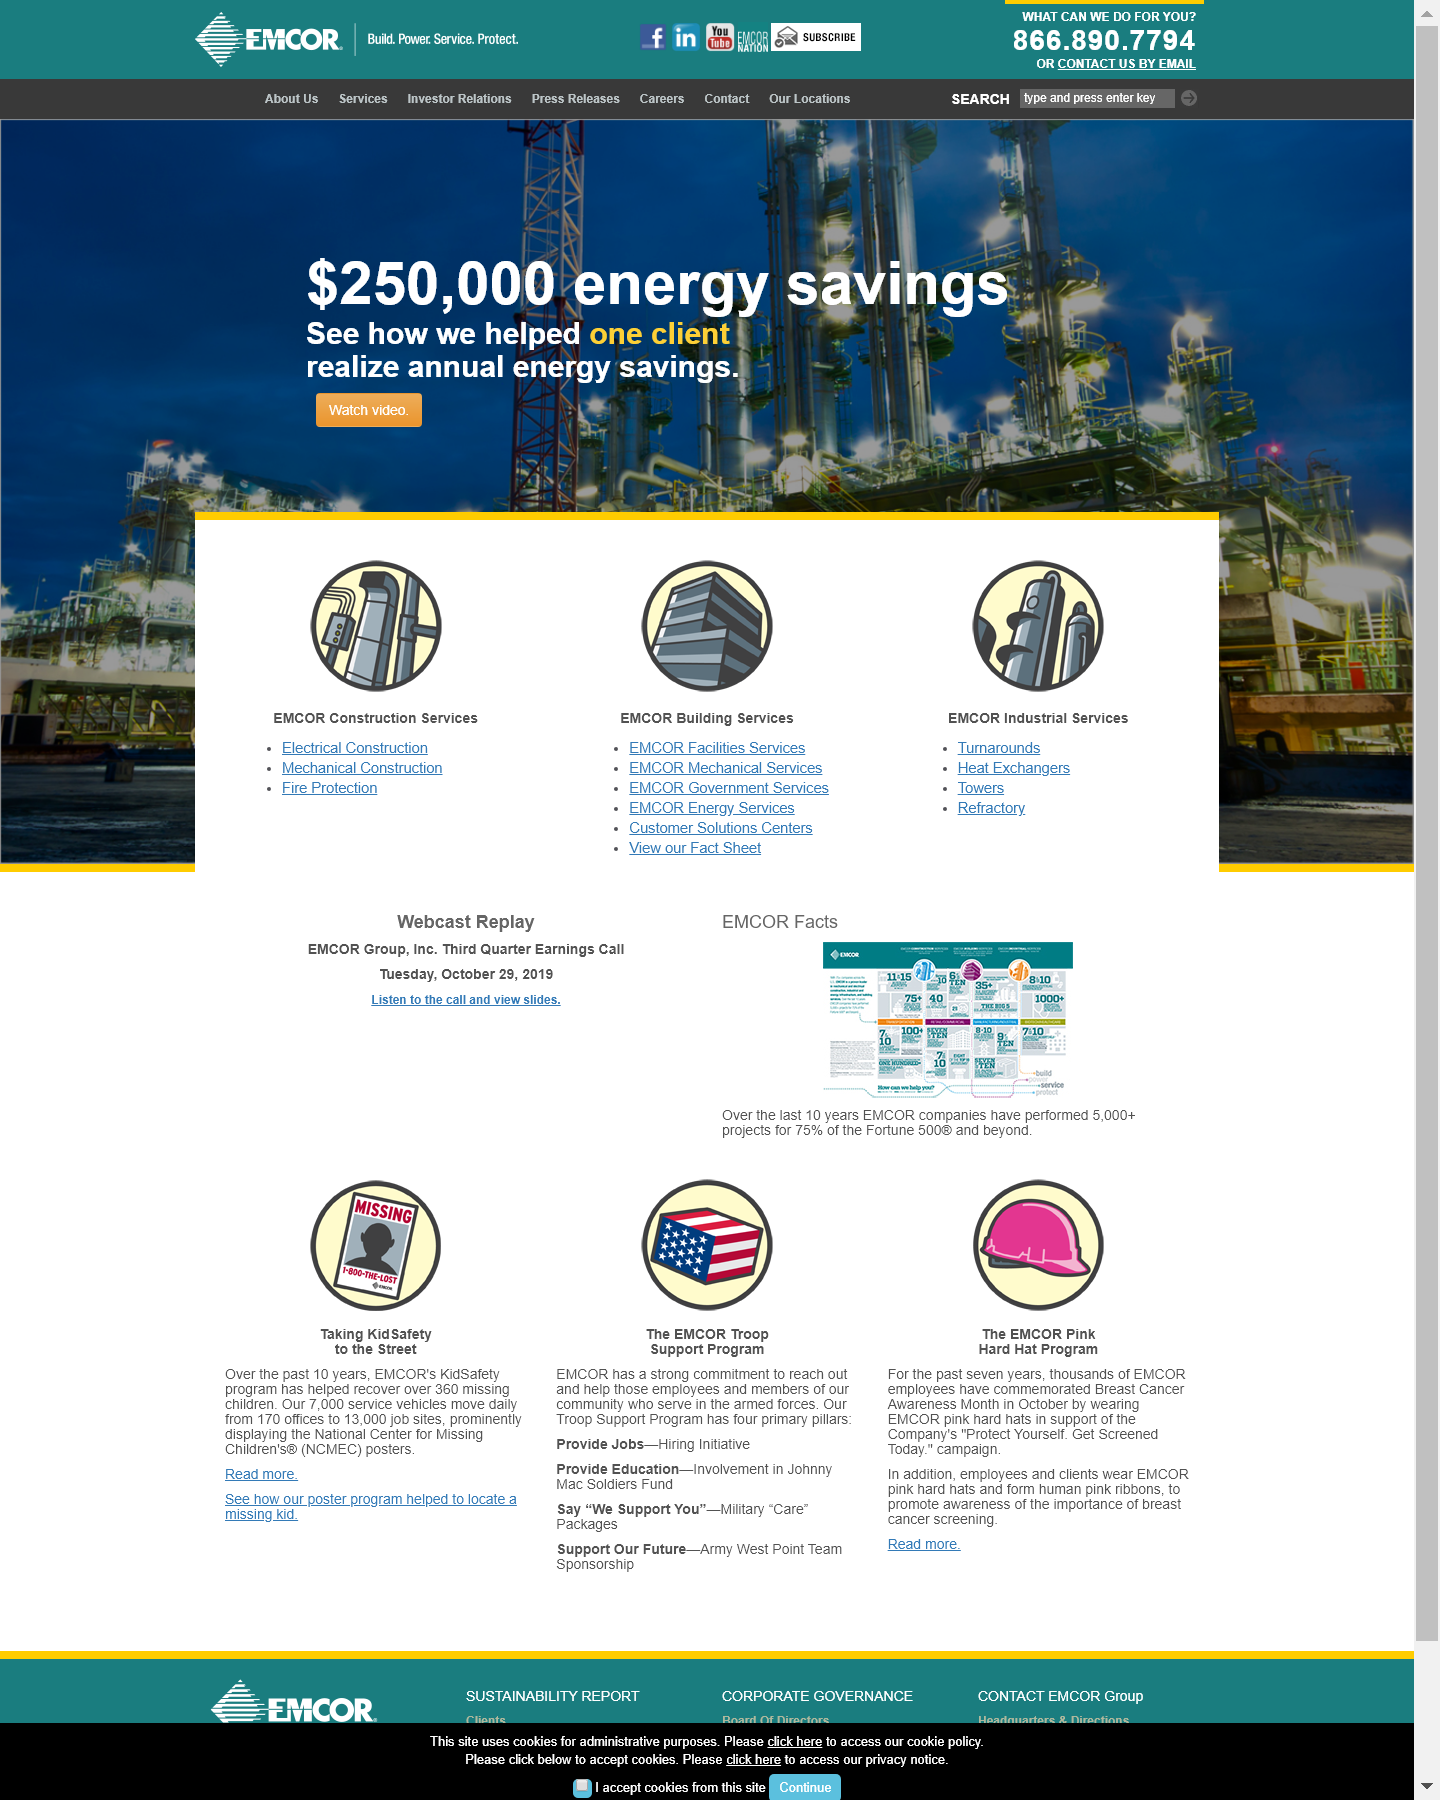 EMCOR
Build. Power. Service. Protect.
You
Tube
EMCOR
NATION
SUBSCRIBE
WHAT CAN WE DO FOR YOU?
866.890.7794
OR CONTACT US BY EMAIL
About Us Services Investor Relations Press Releases Careers Contact Our Locations
SEARCH type and press enter key
$250,000 energy savings
See how we helped one client
realize annual energy savings.
Watch video.
EMCOR Construction Services
Electrical Construction
Mechanical Construction
Fire Protection
EMCOR Building Services
EMCOR Facilities Services
EMCOR Mechanical Services
EMCOR Government Services
EMCOR Energy Services
Customer Solutions Centers
View our Fact Sheet
EMCOR Industrial Services
Turnarounds
Heat Exchangers
Towers
Refractory
Webcast Replay
EMCOR Group, Inc. Third Quarter Earnings Call
Tuesday, October 29, 2019
Listen to the call and view slides.
EMCOR Facts
EMCOR
How can we help you?
build
power
service
protect
Over the last 10 years EMCOR companies have performed 5,000+
projects for 75% of the Fortune 500® and beyond.
MISSING
1-800-THE-LOST
EMCOR
Taking KidSafety
to the Street
Over the past 10 years, EMCOR's KidSafety
program has helped recover over 360 missing
children. Our 7,000 service vehicles move daily
from 170 offices to 13,000 job sites, prominently
displaying the National Center for Missing
Children's® (NCMEC) posters.
Read more.
See how our poster program helped to locate a
missing kid.
The EMCOR Troop
Support Program
EMCOR has a strong commitment to reach out
and help those employees and members of our
community who serve in the armed forces. Our
Troop Support Program has four primary pillars:
Provide Jobs—Hiring Initiative
Provide Education—Involvement in Johnny
Mac Soldiers Fund
Say “We Support You”—Military “Care”
Packages
Support Our Future—Army West Point Team
Sponsorship
The EMCOR Pink
Hard Hat Program
For the past seven years, thousands of EMCOR
employees have commemorated Breast Cancer
Awareness Month in October by wearing
EMCOR pink hard hats in support of the
Company's "Protect Yourself. Get Screened
Today." campaign.
In addition, employees and clients wear EMCOR
pink hard hats and form human pink ribbons, to
promote awareness of the importance of breast
cancer screening.
Read more.
EMCOR
SUSTAINABILITY REPORT
Clients
CORPORATE GOVERNANCE
Board Of Directors
CONTACT EMCOR Group
Headquarters & Directions
This site uses cookies for administrative purposes. Please click here to access our cookie policy.
Please click below to accept cookies. Please click here to access our privacy notice.
I accept cookies from this site Continue